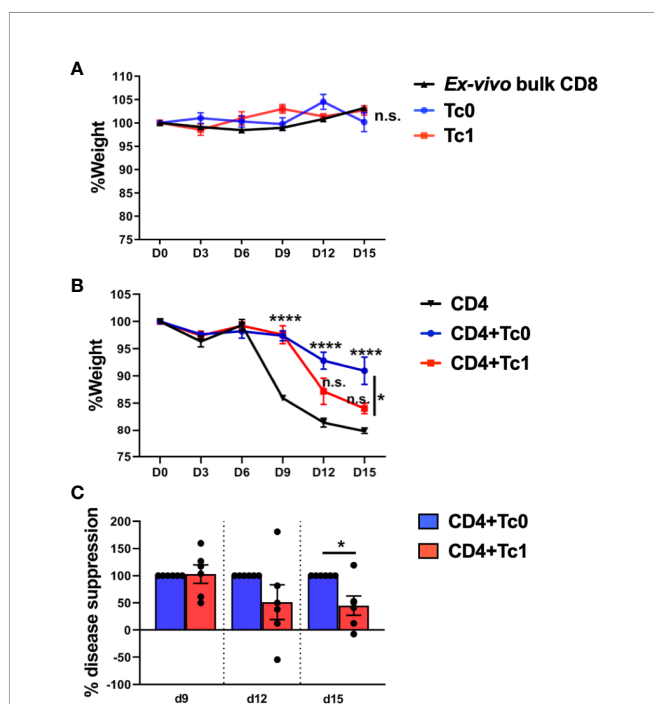 A
110
105
100
95
90
85
80
75
%Weight
D0 D3 D6 D9 D12 D15
n.s.
Ex-vivo bulk CD8
Tc0
Tc1
B
105
100
95
90
85
80
75
%Weight
D0 D3 D6 D9 D12 D15
****
****
****
n.s.
n.s.
*
CD4
CD4+Tc0
CD4+Tc1
C
200
150
100
50
0
-50
-100
% disease suppression
d9 d12 d15
*
CD4+Tc0
CD4+Tc1